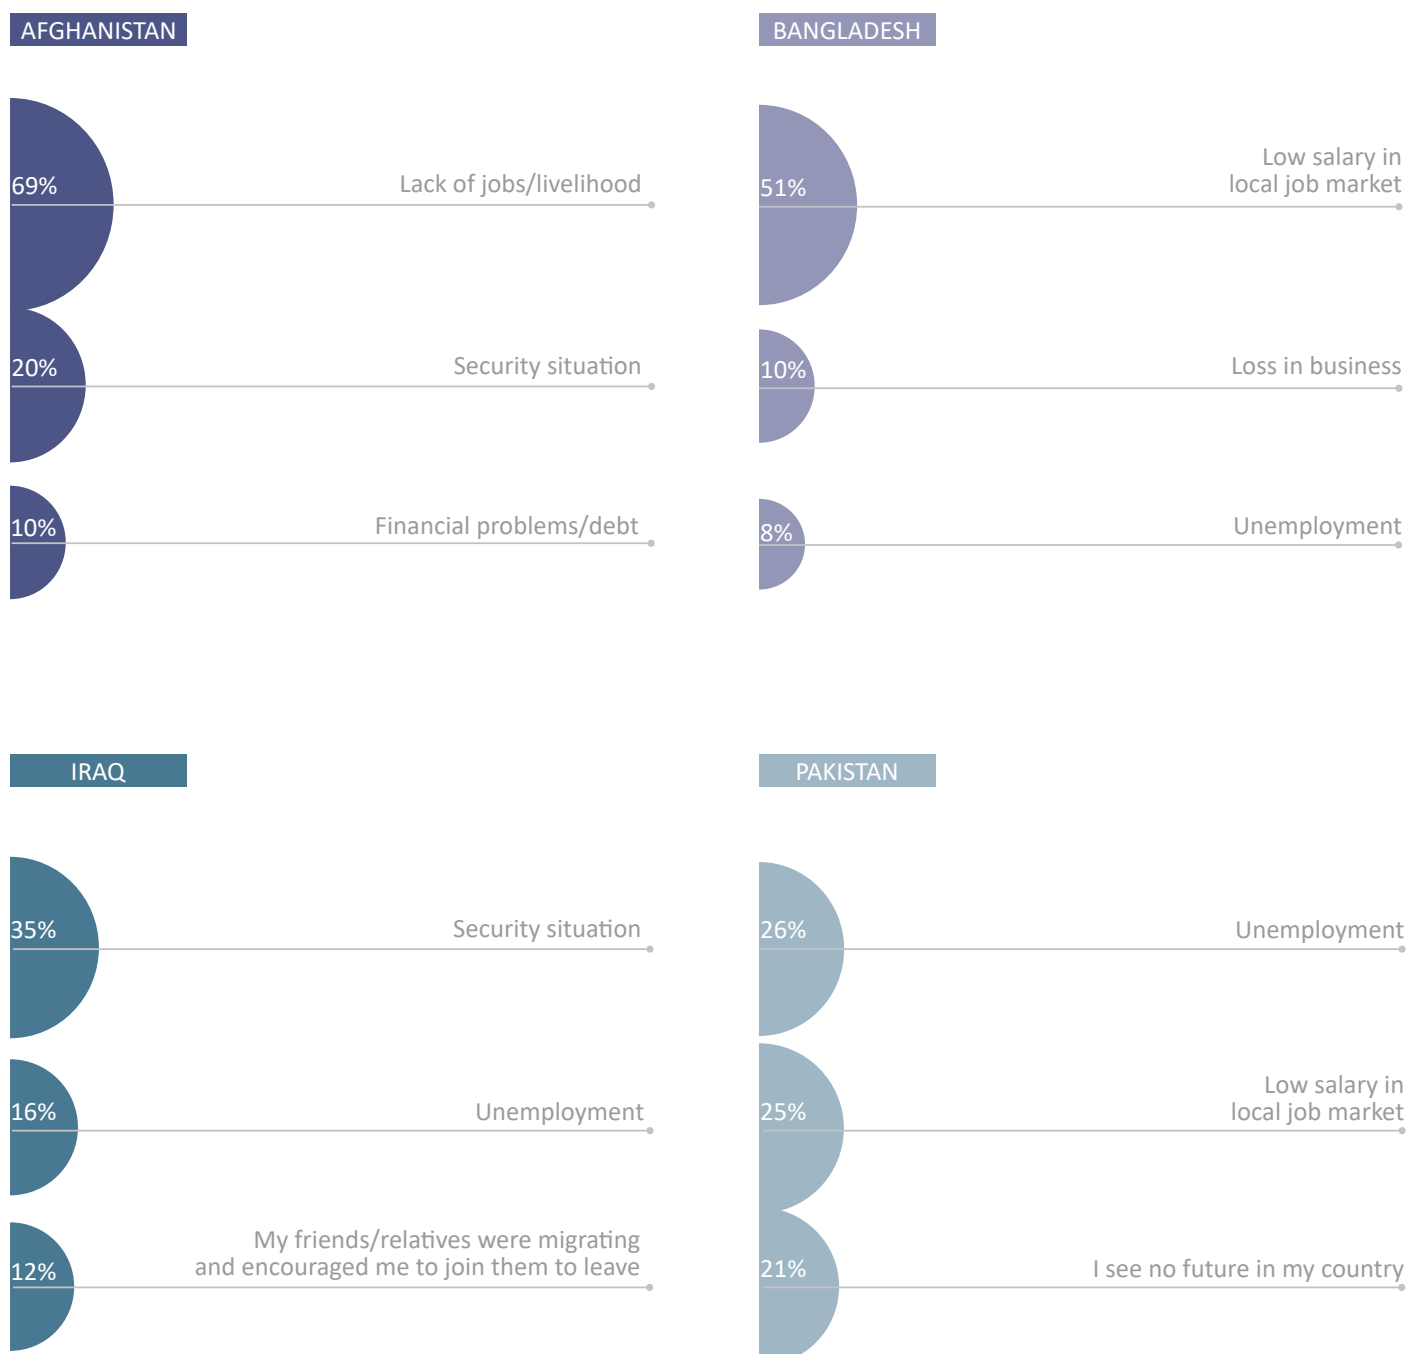 AFGHANISTAN
69%
Lack of jobs/livelihood
20%
Security situation
10%
Financial problems/debt
BANGLADESH
51%
Low salary in
local job market
10%
Loss in business
8%
Unemployment
IRAQ
35%
Security situation
16%
Unemployment
12%
My friends/relatives were migrating
and encouraged me to join them to leave
PAKISTAN
26%
Unemployment
25%
Low salary in
local job market
21%
I see no future in my country